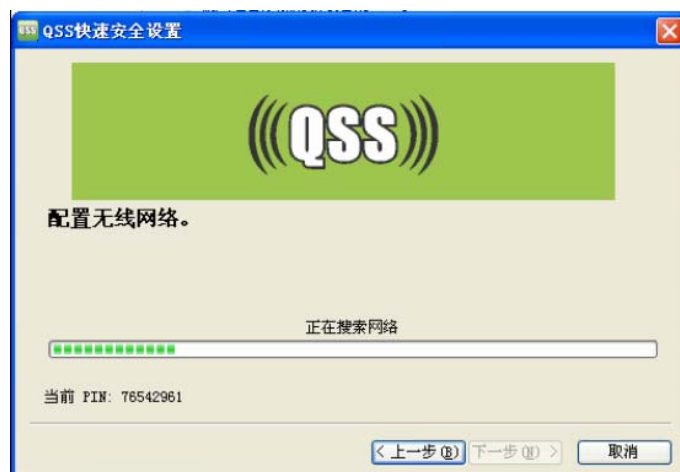 QSS QSS快速安全设置
(((QSS)))
配置无线网络。
正在搜索网络
当前 PIN: 76542961
< 上一步(B) 下一步(N) > 取消